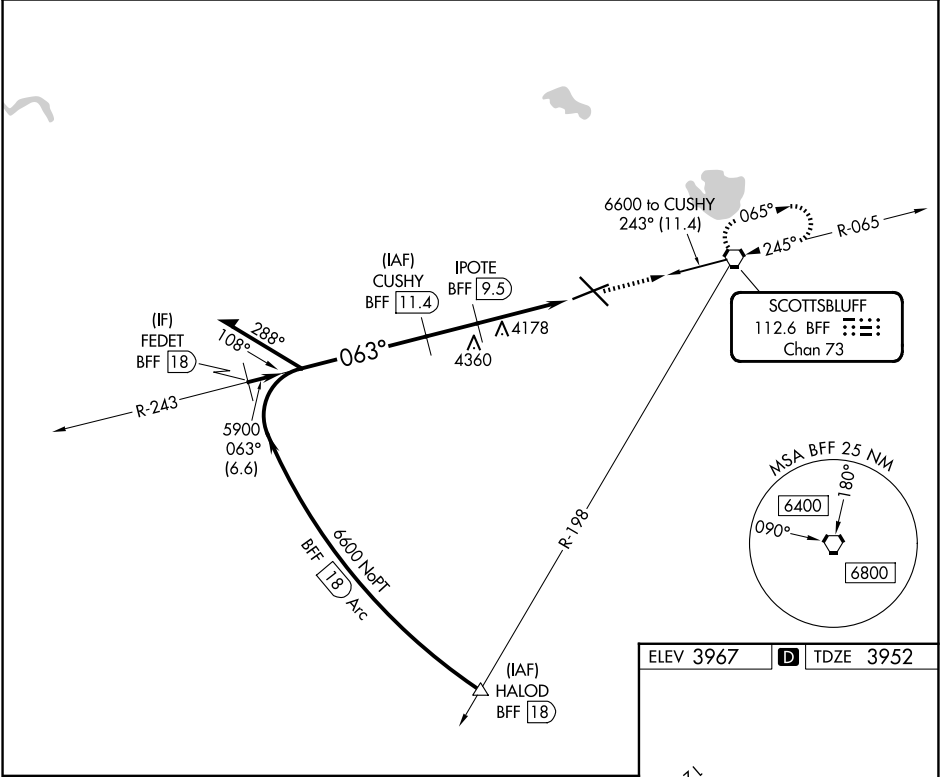 6600 to CUSHY
243° (11.4)
065°
245°
R-065
(IAF)
CUSHY
BFF 11.4
IPOTE
BFF 9.5
4178
4360
063°
(IF)
FEDET
BFF 18
288°
108°
R-243
5900
063°
(6.6)
SCOTTSBLUFF
112.6 BFF
Chan 73
R-198
6600 NoPT
BFF 18 Arc
(IAF)
HALOD
BFF 18
MSA BFF 25 NM
6400
180°
090°
6800
ELEV 3967 D TDZE 3952